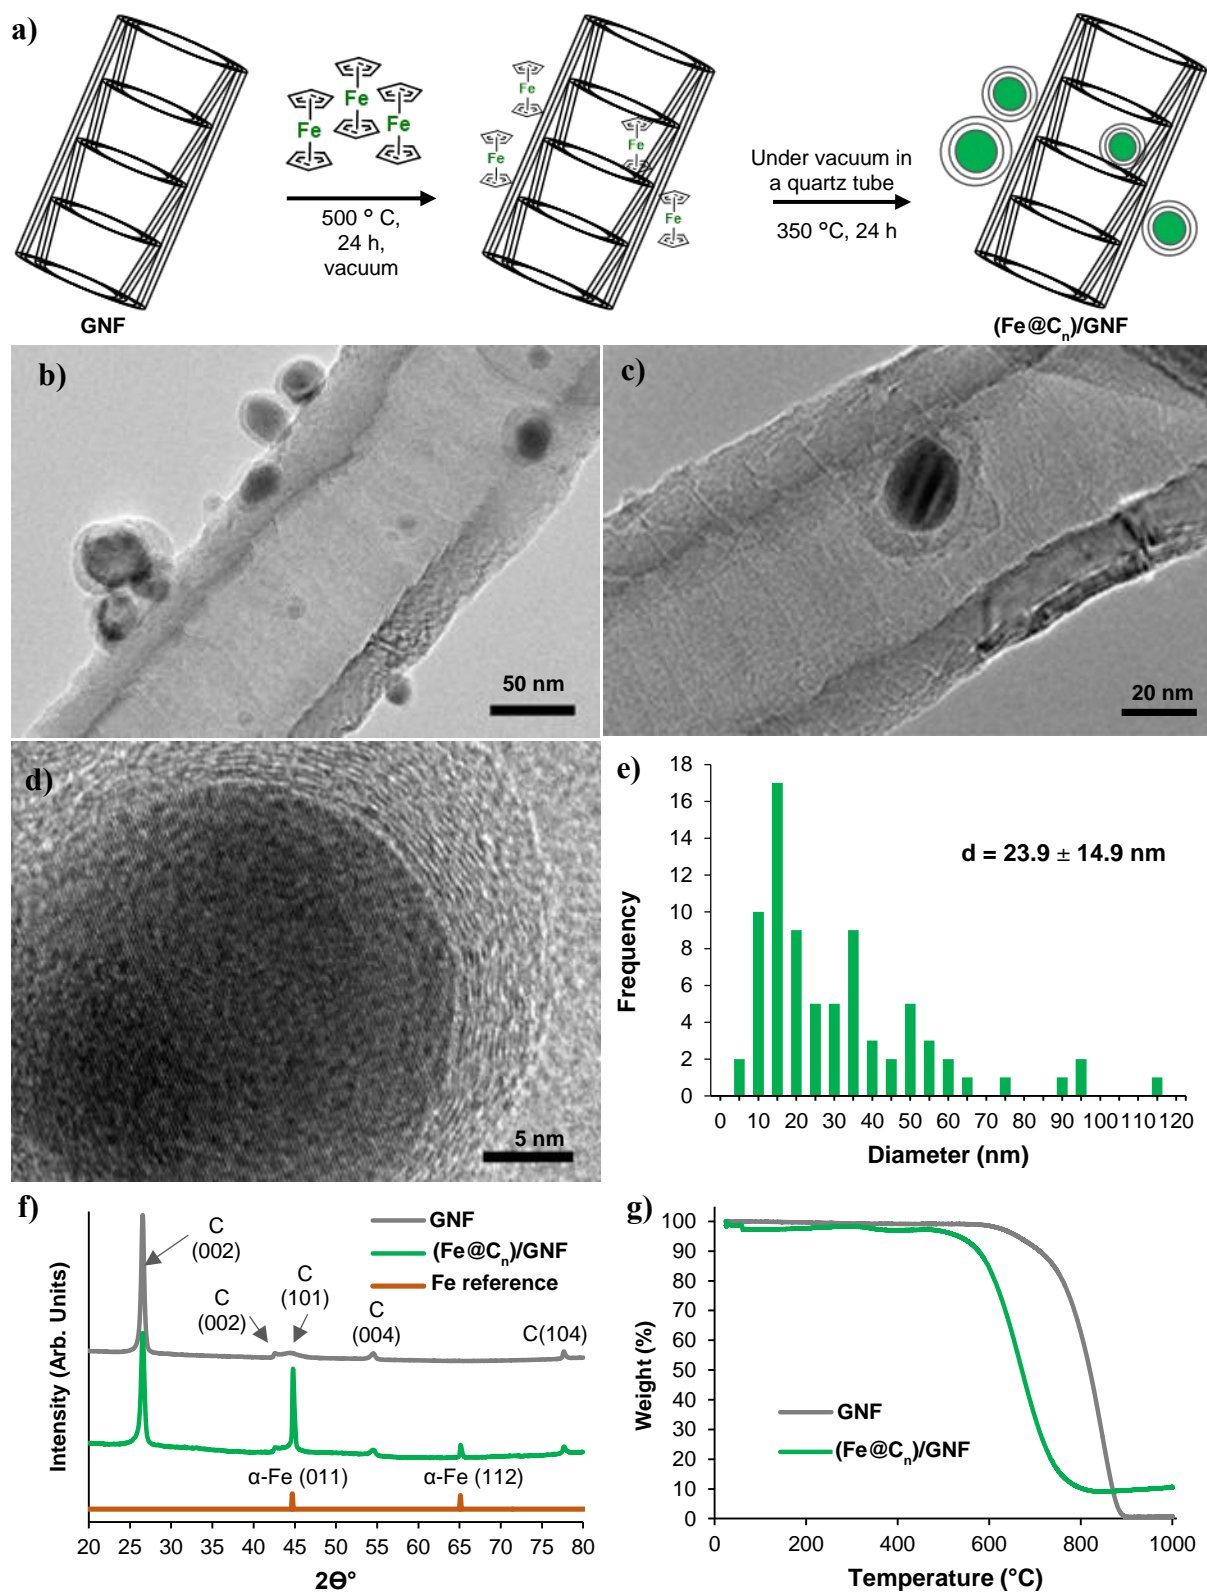 a)
Fe
Fe
Fe
500 ° C,
24 h,
vacuum
GNF
Fe
Fe
Fe
Fe
Under vacuum in
a quartz tube
350 °C, 24 h
(Fe@Cn)/GNF
b)
50 nm
c)
20 nm
d)
5 nm
e)
18
16
14
12
10
8
6
4
2
0
Frequency
d = 23.9 ± 14.9 nm
0 10 20 30 40 50 60 70 80 90 100 110 120
Diameter (nm)
f)
Intensity (Arb. Units)
C
(002)
C
(002)
C
(101)
C
(004)
C(104)
GNF
(Fe@Cn)/GNF
Fe reference
α-Fe (011)
α-Fe (112)
20 25 30 35 40 45 50 55 60 65 70 75 80
2Θ°
g)
100
90
80
70
60
50
40
30
20
10
0
Weight (%)
GNF
(Fe@Cn)/GNF
0 200 400 600 800 1000
Temperature (°C)